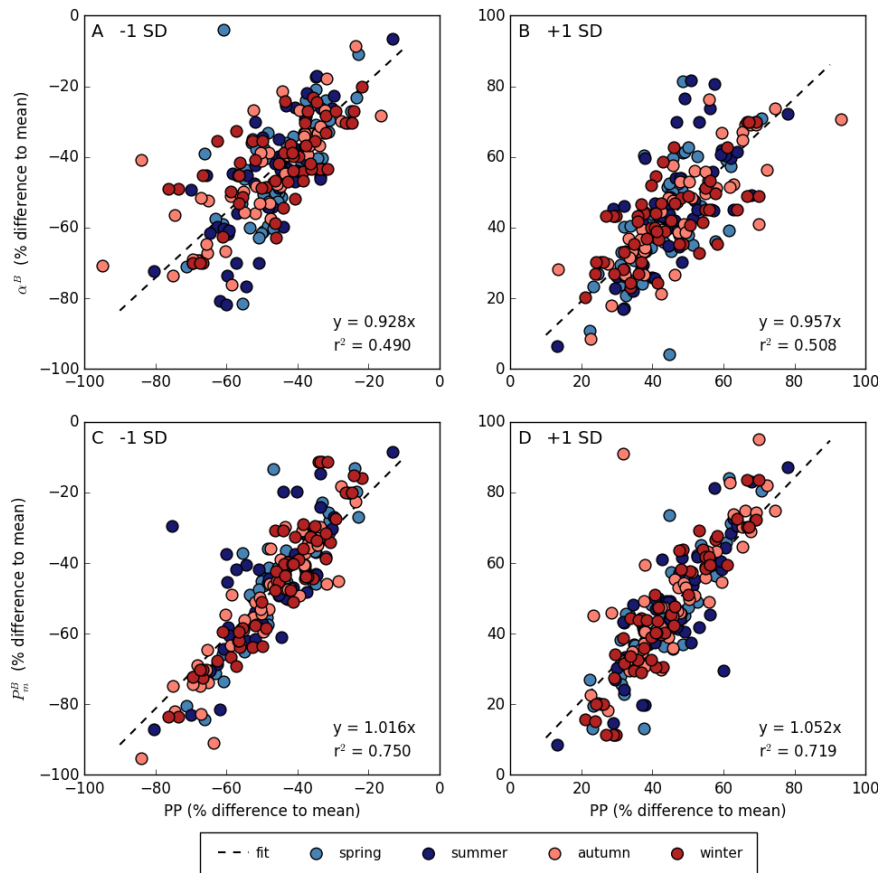 A -1 SD
B +1 SD
0
−20
−40
−60
−80
−100
α^B (% difference to mean)
−100 −80 −60 −40 −20 0
y = 0.928x
r² = 0.490
100
80
60
40
20
0
0 20 40 60 80 100
y = 0.957x
r² = 0.508
C -1 SD
D +1 SD
0
−20
−40
−60
−80
−100
P_m^B (% difference to mean)
−100 −80 −60 −40 −20 0
PP (% difference to mean)
y = 1.016x
r² = 0.750
100
80
60
40
20
0
0 20 40 60 80 100
PP (% difference to mean)
y = 1.052x
r² = 0.719
fit spring summer autumn winter